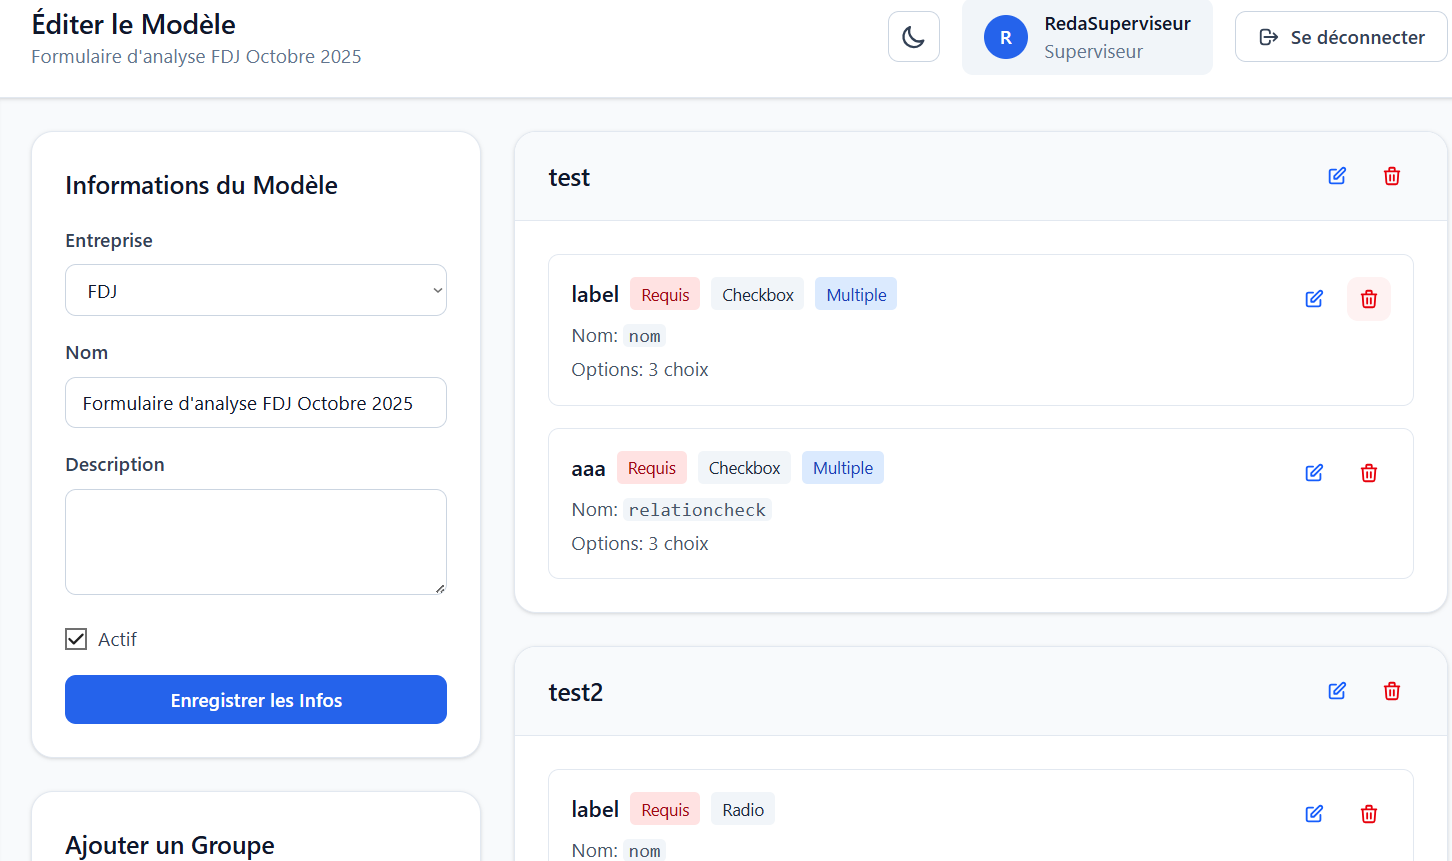 Éditer le Modèle
Formulaire d'analyse FDJ Octobre 2025
R
RedaSuperviseur
Superviseur
Se déconnecter
Informations du Modèle
Entreprise
FDJ
Nom
Formulaire d'analyse FDJ Octobre 2025
Description
Actif
Enregistrer les Infos
Ajouter un Groupe
test
label Requis Checkbox Multiple
Nom: nom
Options: 3 choix
aaa Requis Checkbox Multiple
Nom: relationcheck
Options: 3 choix
test2
label Requis Radio
Nom: nom